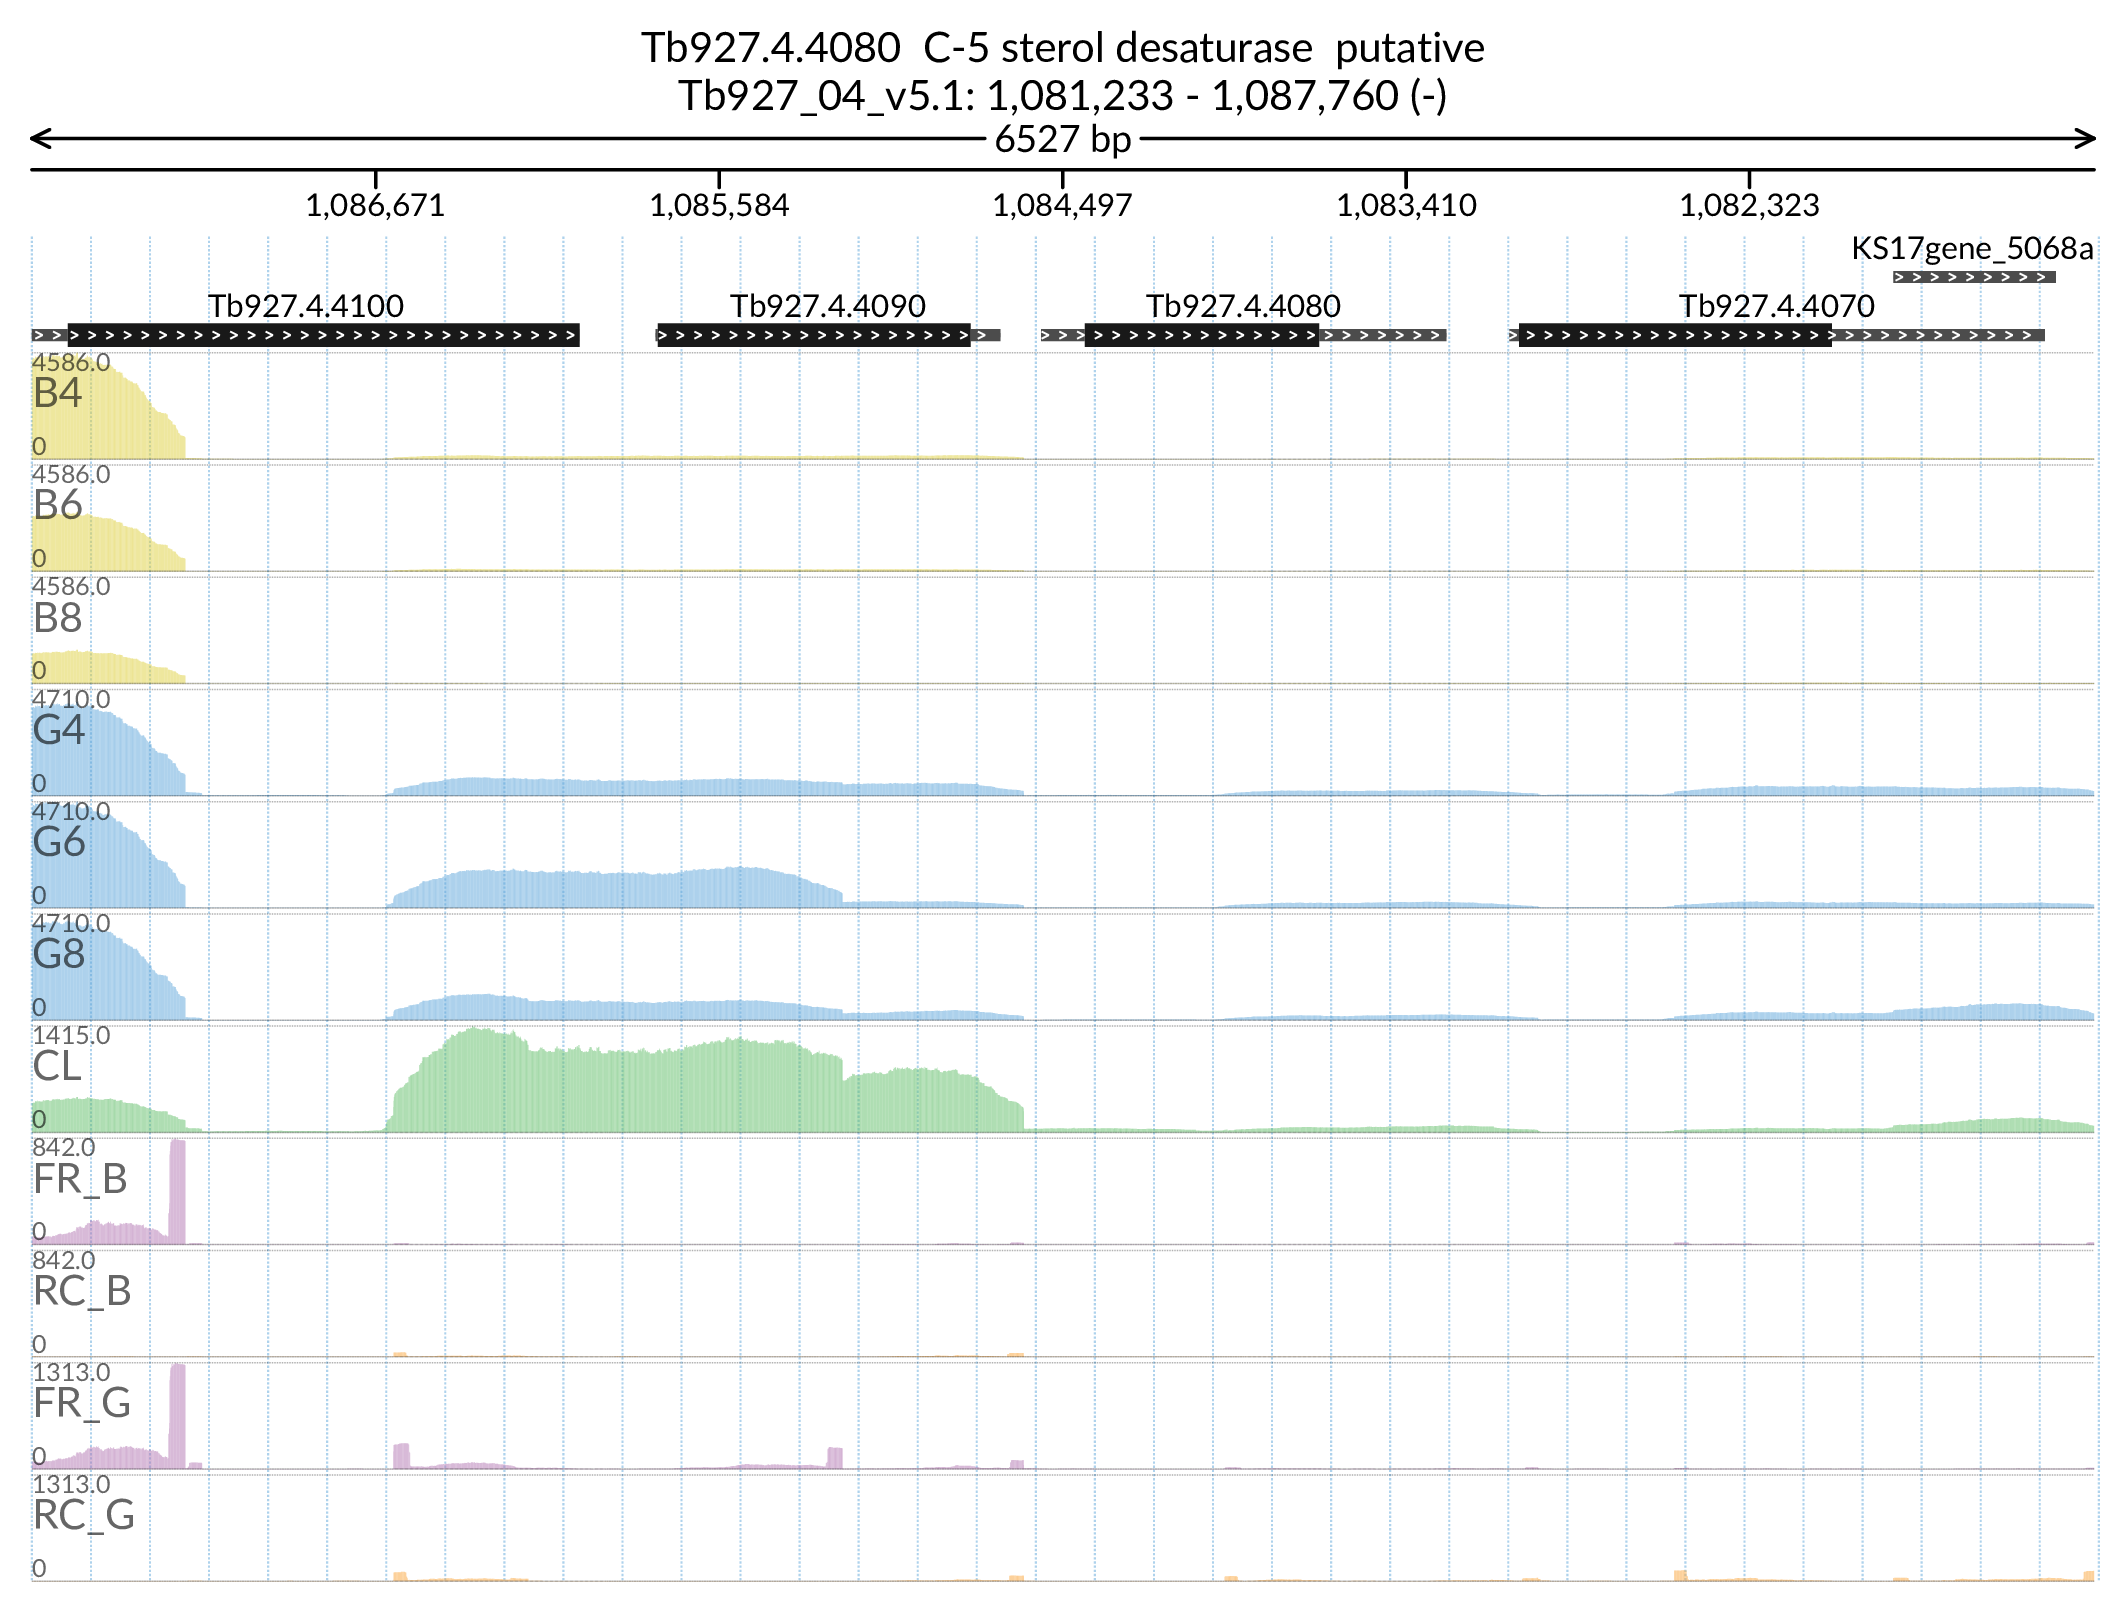 Tb927.4.4080  C-5 sterol desaturase  putative
Tb927_04_v5.1: 1,081,233 - 1,087,760 (-)
6527 bp
1,086,671 1,085,584 1,084,497 1,083,410 1,082,323
KS17gene_5068a
Tb927.4.4100 Tb927.4.4090 Tb927.4.4080 Tb927.4.4070
4586.0
B4
0
4586.0
B6
0
4586.0
B8
0
4710.0
G4
0
4710.0
G6
0
4710.0
G8
0
1415.0
CL
0
842.0
FR_B
0
842.0
RC_B
0
1313.0
FR_G
0
1313.0
RC_G
0